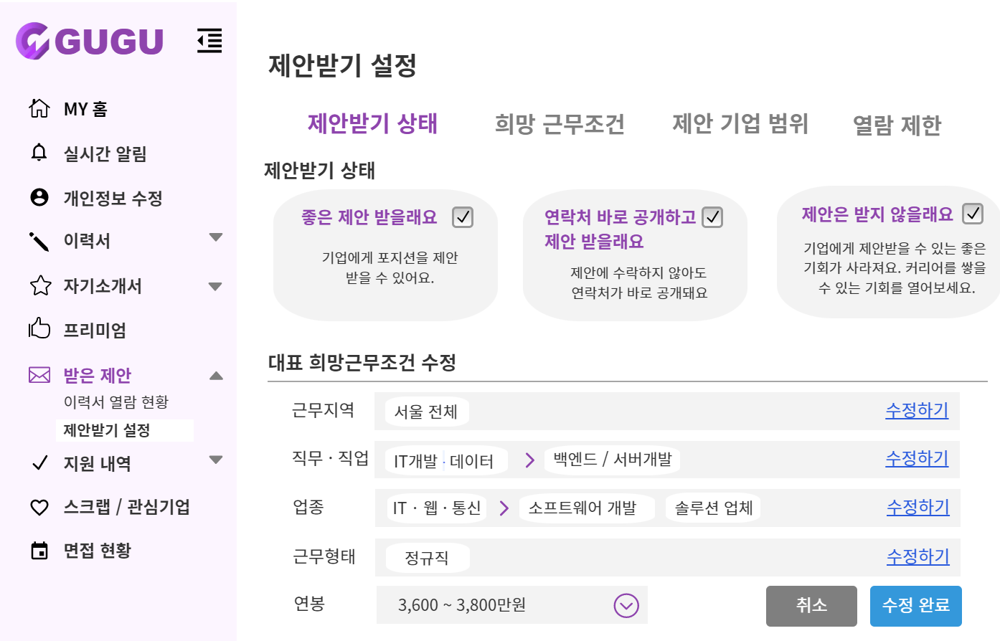 GUGU
MY 홈
실시간 알림
개인정보 수정
이력서
자기소개서
프리미엄
받은 제안
이력서 열람 현황
제안받기 설정
지원 내역
스크랩 / 관심기업
면접 현황
제안받기 설정
제안받기 상태
희망 근무조건
제안 기업 범위
열람 제한
제안받기 상태
좋은 제안 받을래요
기업에게 포지션을 제안
받을 수 있어요.
연락처 바로 공개하고
제안 받을래요
제안에 수락하지 않아도
연락처가 바로 공개돼요
제안은 받지 않을래요
기업에게 제안받을 수 있는 좋은
기회가 사라져요. 커리어를 쌓을
수 있는 기회를 열어보세요.
대표 희망근무조건 수정
근무지역 서울 전체 수정하기
직무 · 직업 IT개발 · 데이터 백엔드 / 서버개발 수정하기
업종 IT · 웹 · 통신 소프트웨어 개발 솔루션 업체 수정하기
근무형태 정규직 수정하기
연봉 3,600 ~ 3,800만원
취소 수정 완료